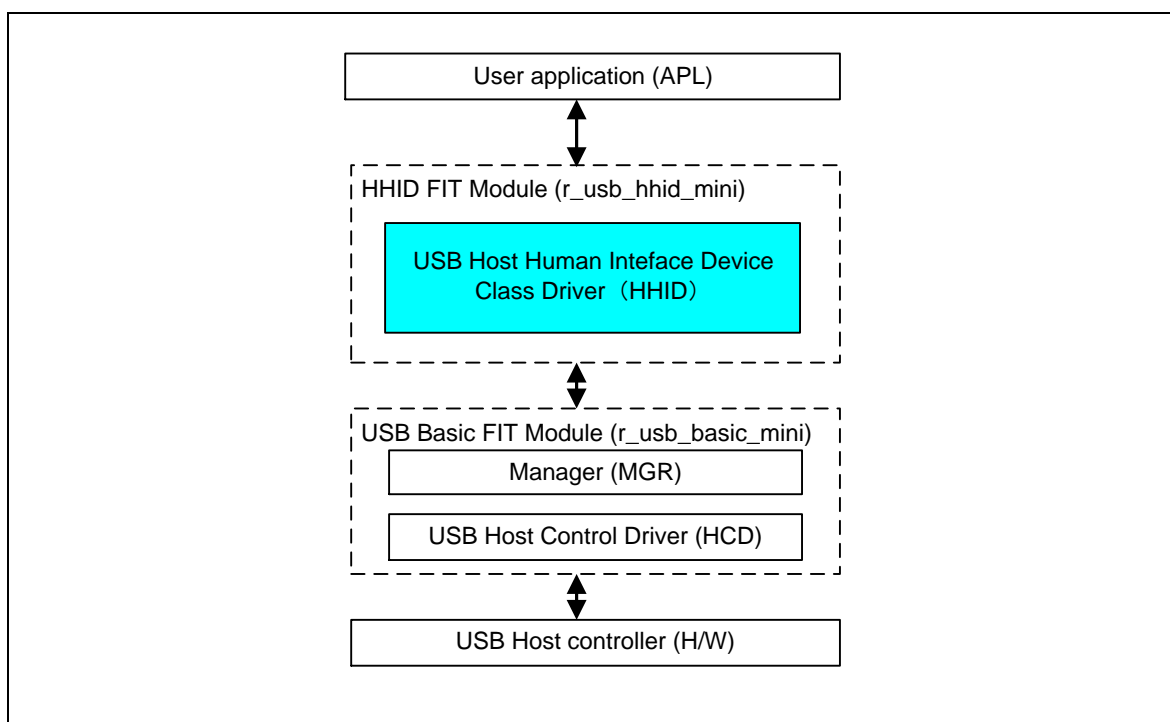 User application (APL)
HHID FIT Module (r_usb_hhid_mini)
USB Host Human Inteface Device
Class Driver（HHID）
USB Basic FIT Module (r_usb_basic_mini)
Manager (MGR)
USB Host Control Driver (HCD)
USB Host controller (H/W)